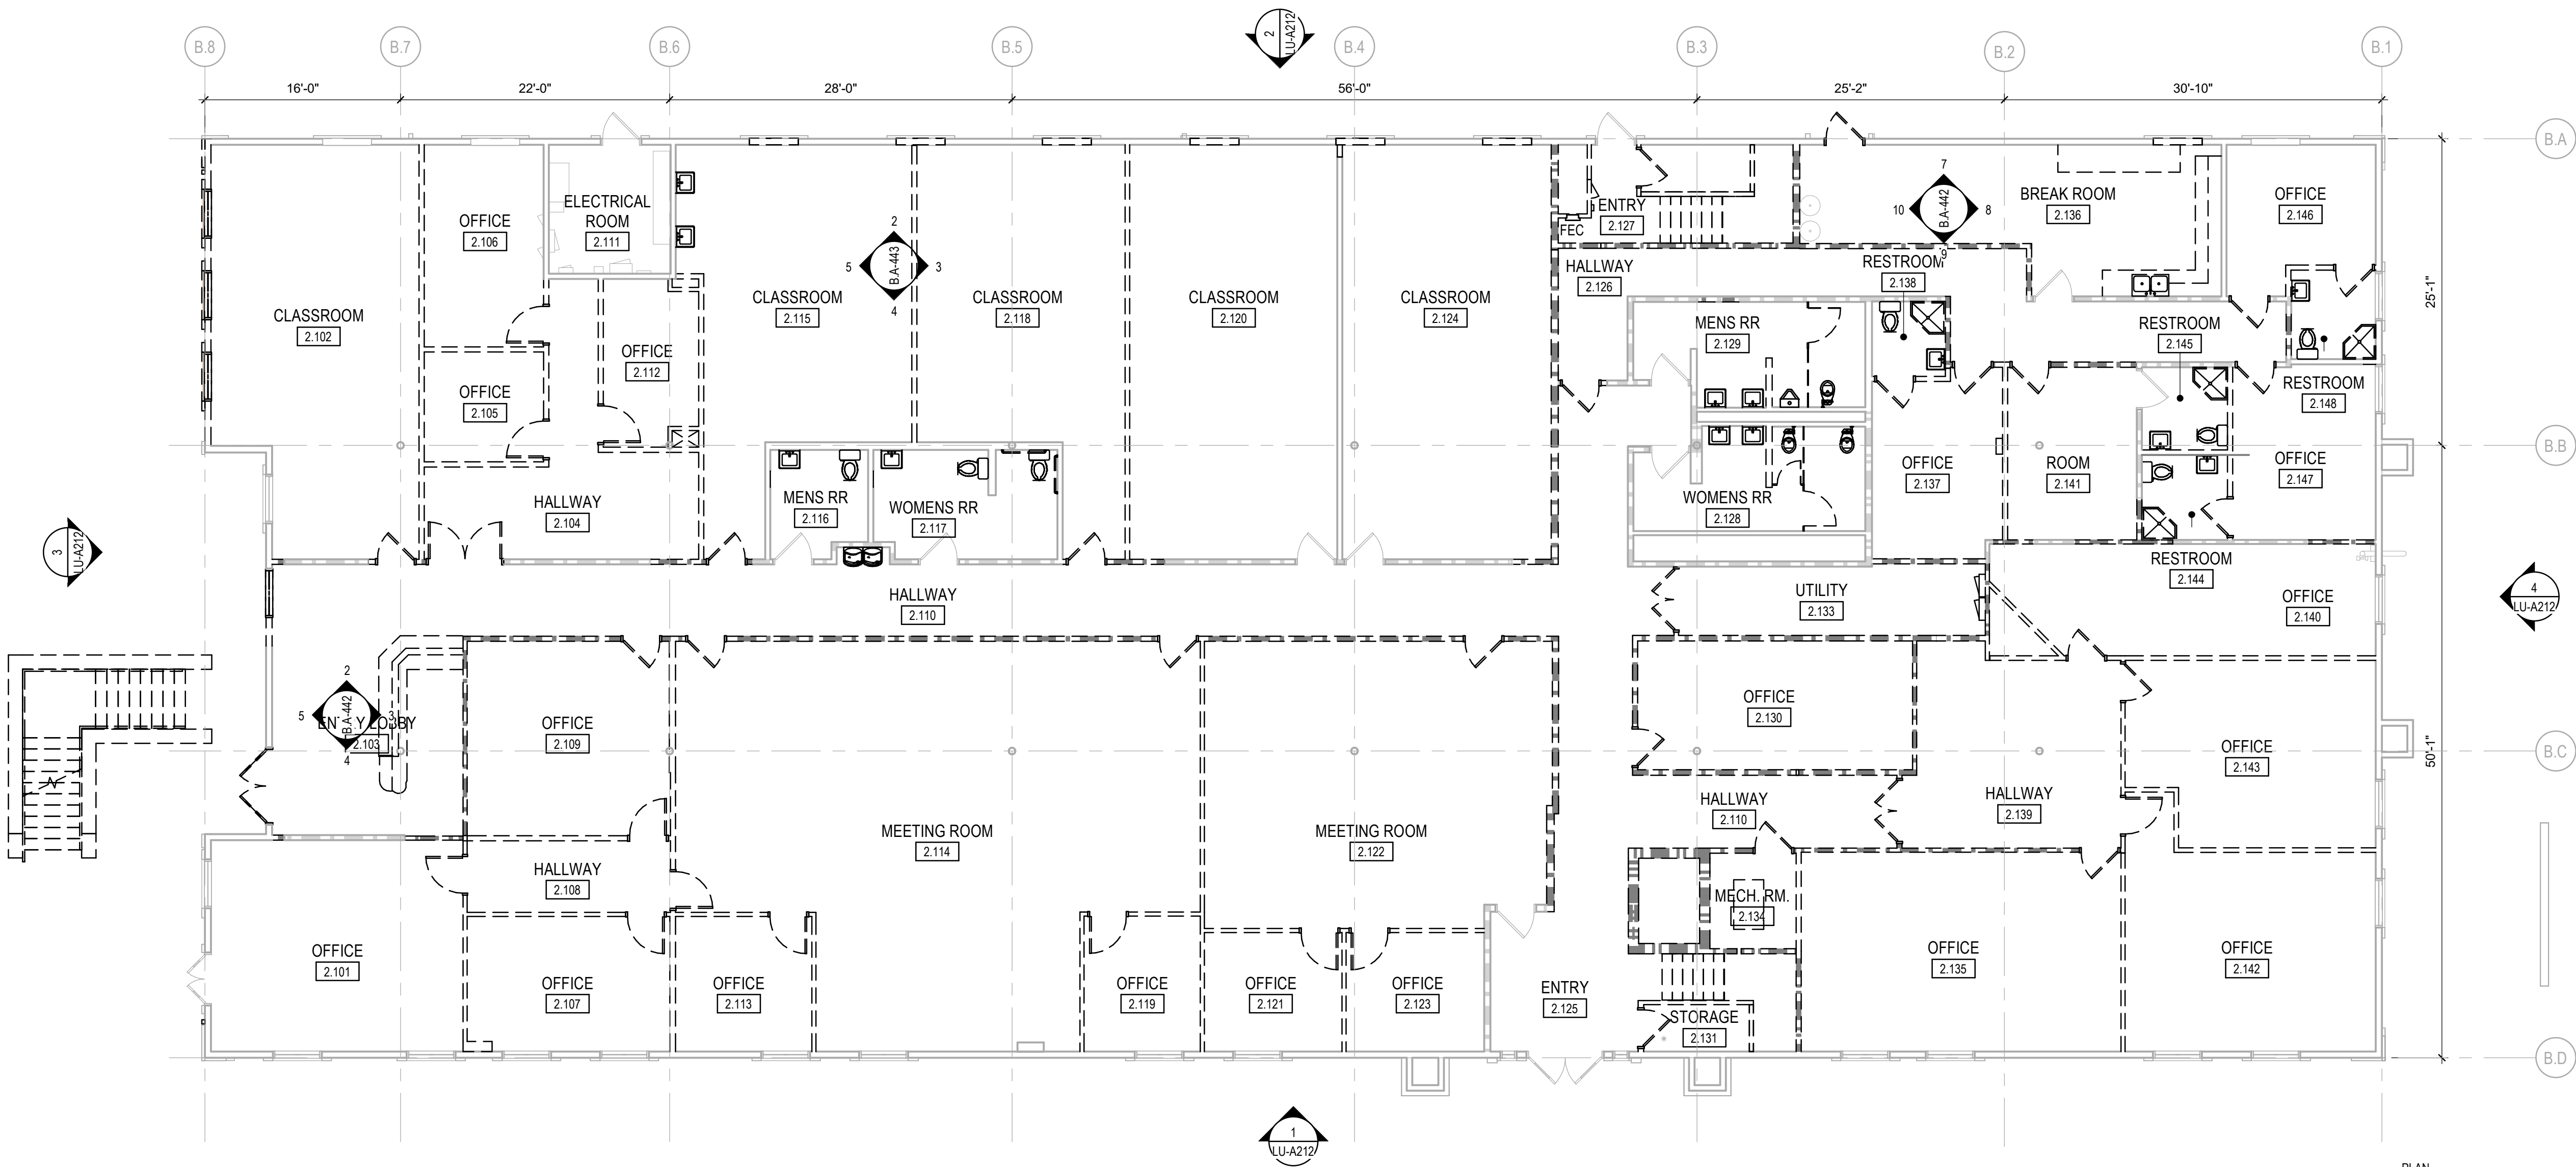 2
LU-A212
B.8
B.7
B.6
B.5
B.4
B.3
B.2
B.1
16'-0"
22'-0"
28'-0"
56'-0"
25'-2"
30'-10"
B.A
25'-1"
B.B
50'-1"
B.C
B.D
ELECTRICAL
ROOM
2.111
OFFICE
2.106
CLASSROOM
2.102
OFFICE
2.105
OFFICE
2.112
HALLWAY
2.104
CLASSROOM
2.115
2
5
B.A-443
3
4
CLASSROOM
2.118
CLASSROOM
2.120
CLASSROOM
2.124
MENS RR
2.116
WOMENS RR
2.117
ENTRY
2.127
FEC
HALLWAY
2.126
7
10
B.A-442
8
9
BREAK ROOM
2.136
OFFICE
2.146
RESTROOM
2.138
MENS RR
2.129
RESTROOM
2.145
RESTROOM
2.148
OFFICE
2.137
ROOM
2.141
OFFICE
2.147
WOMENS RR
2.128
3
LU-A212
HALLWAY
2.110
UTILITY
2.133
RESTROOM
2.144
OFFICE
2.140
4
LU-A212
2
5
B.A-442
3
4
LOBBY
2.103
OFFICE
2.109
MEETING ROOM
2.114
MEETING ROOM
2.122
OFFICE
2.130
HALLWAY
2.110
HALLWAY
2.139
OFFICE
2.143
HALLWAY
2.108
OFFICE
2.101
OFFICE
2.107
OFFICE
2.113
OFFICE
2.119
OFFICE
2.121
OFFICE
2.123
ENTRY
2.125
MECH. RM.
2.134
STORAGE
2.131
OFFICE
2.135
OFFICE
2.142
1
LU-A212